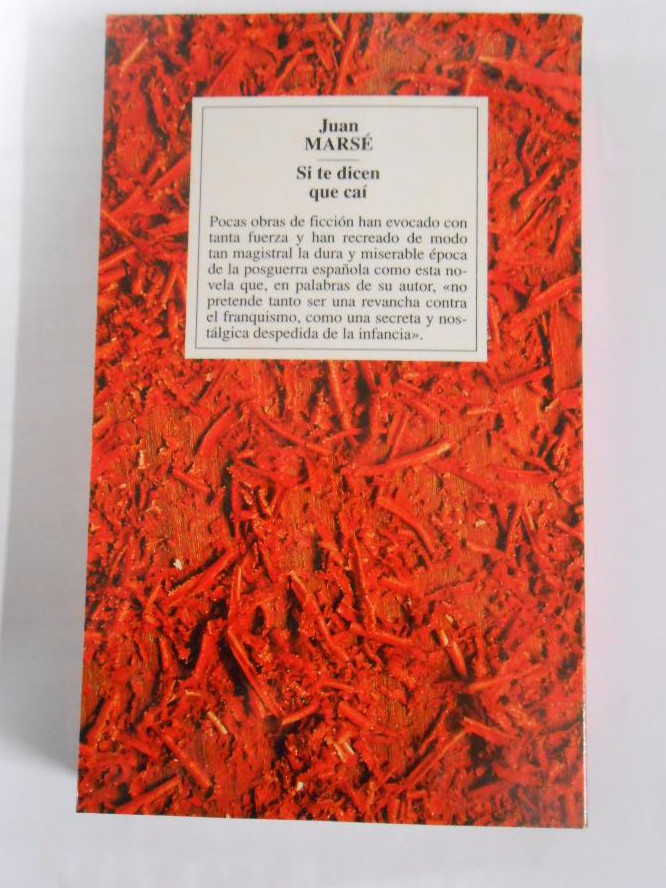 Juan
MARSÉ
Si te dicen
que caí
Pocas obras de ficción han evocado con
tanta fuerza y han recreado de modo
tan magistral la dura y miserable época
de la posguerra española como esta no-
vela que, en palabras de su autor, «no
pretende tanto ser una revancha contra
el franquismo, como una secreta y nos-
tálgica despedida de la infancia».